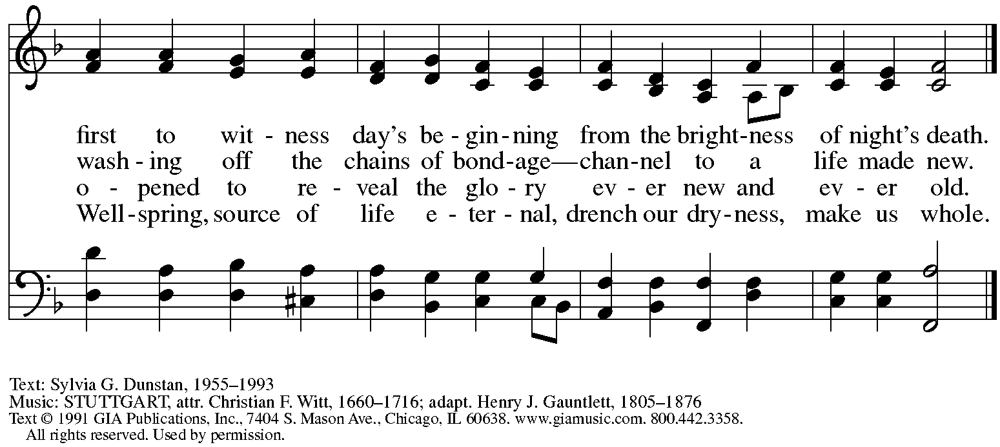 first to wit - ness day's be - gin - ning from the bright - ness of night's death.
wash - ing off the chains of bond - age—chan - nel to a life made new.
o - pened to re - veal the glo - ry ev - er new and ev - er old.
Well - spring, source of life e - ter - nal, drench our dry - ness, make us whole.
Text: Sylvia G. Dunstan, 1955–1993
Music: STUTTGART, attr. Christian F. Witt, 1660–1716; adapt. Henry J. Gauntlett, 1805–1876
Text © 1991 GIA Publications, Inc., 7404 S. Mason Ave., Chicago, IL 60638. www.giamusic.com. 800.442.3358.
All rights reserved. Used by permission.